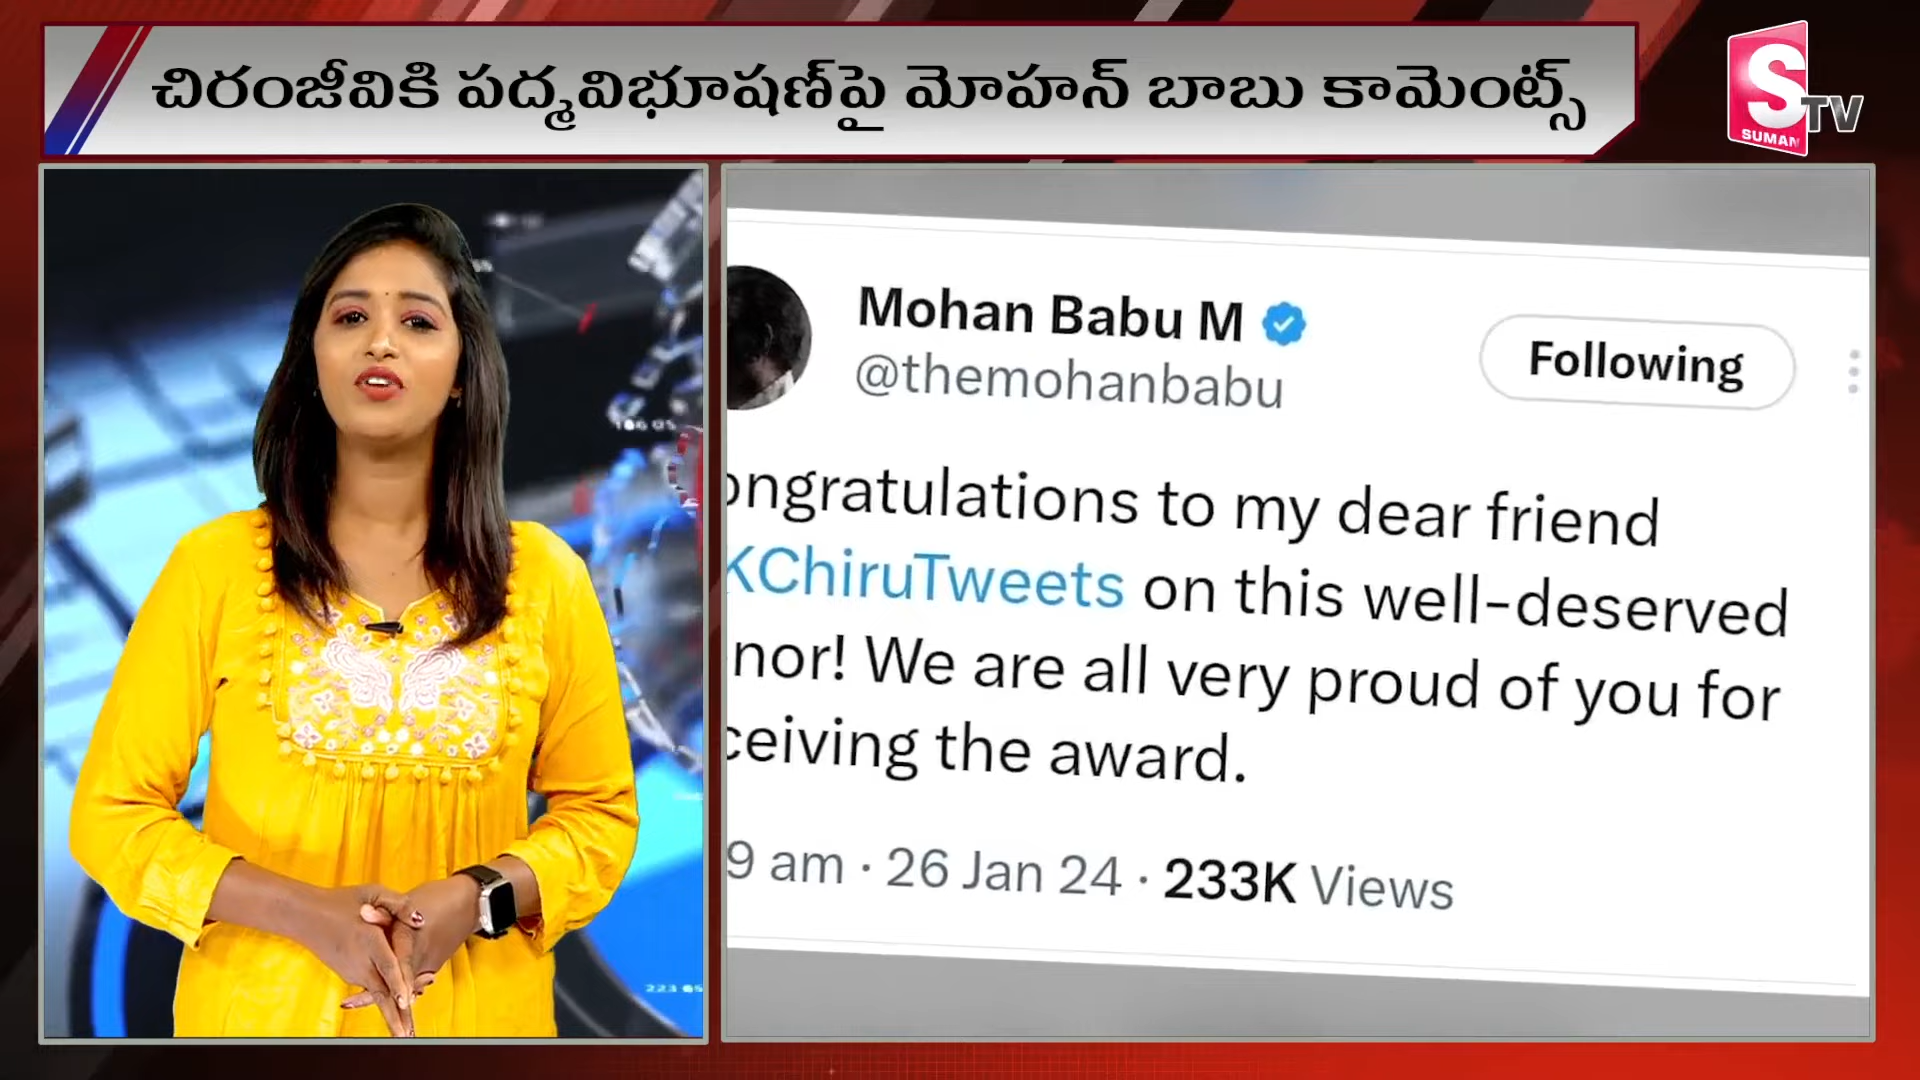 చిరంజీవికి పద్మవిభూషణ్‌పై మోహన్ బాబు కామెంట్స్
S TV
SUMAN
Mohan Babu M
@themohanbabu
Following
ongratulations to my dear friend
KChiruTweets on this well-deserved
nor! We are all very proud of you for
ceiving the award.
9 am · 26 Jan 24 · 233K Views